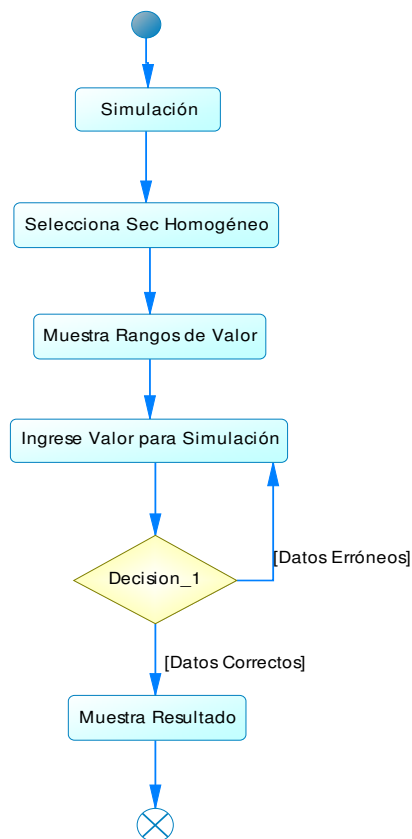 Simulación
Selecciona Sec Homogéneo
Muestra Rangos de Valor
Ingrese Valor para Simulación
[Datos Erróneos]
Decision_1
[Datos Correctos]
Muestra Resultado